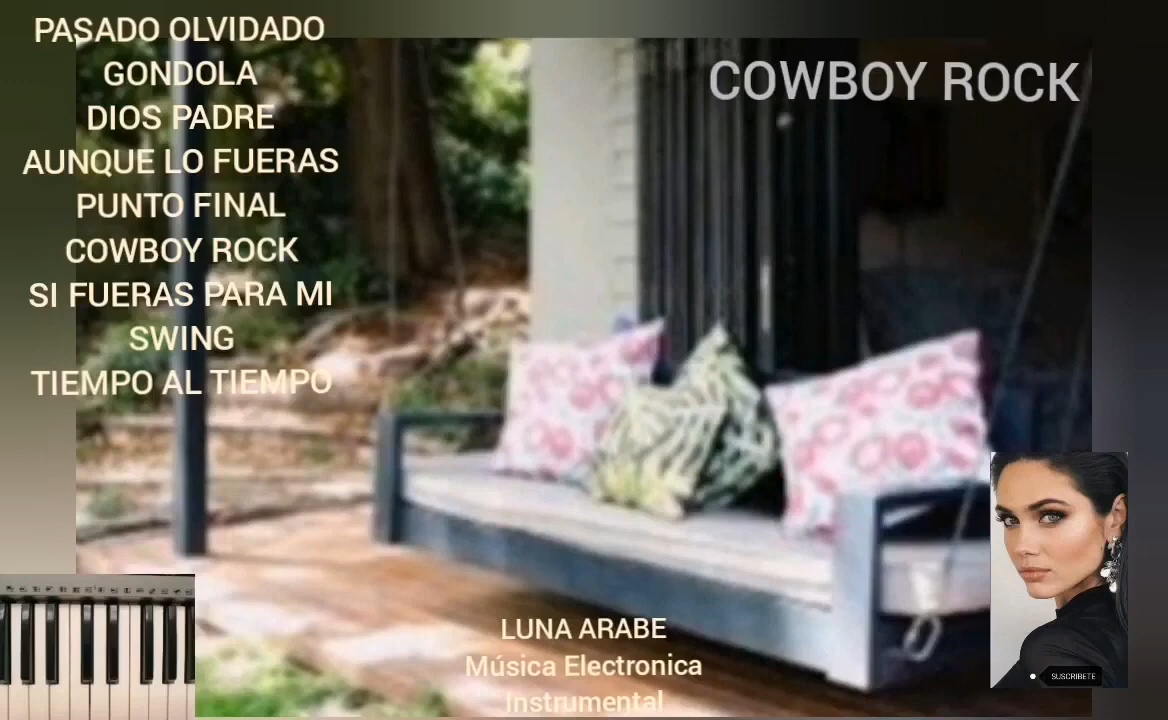 PASADO OLVIDADO
GONDOLA
DIOS PADRE
AUNQUE LO FUERAS
PUNTO FINAL
COWBOY ROCK
SI FUERAS PARA MI
SWING
TIEMPO AL TIEMPO
COWBOY ROCK
LUNA ARABE
Música Electronica
Instrumental
SUSCRIBETE